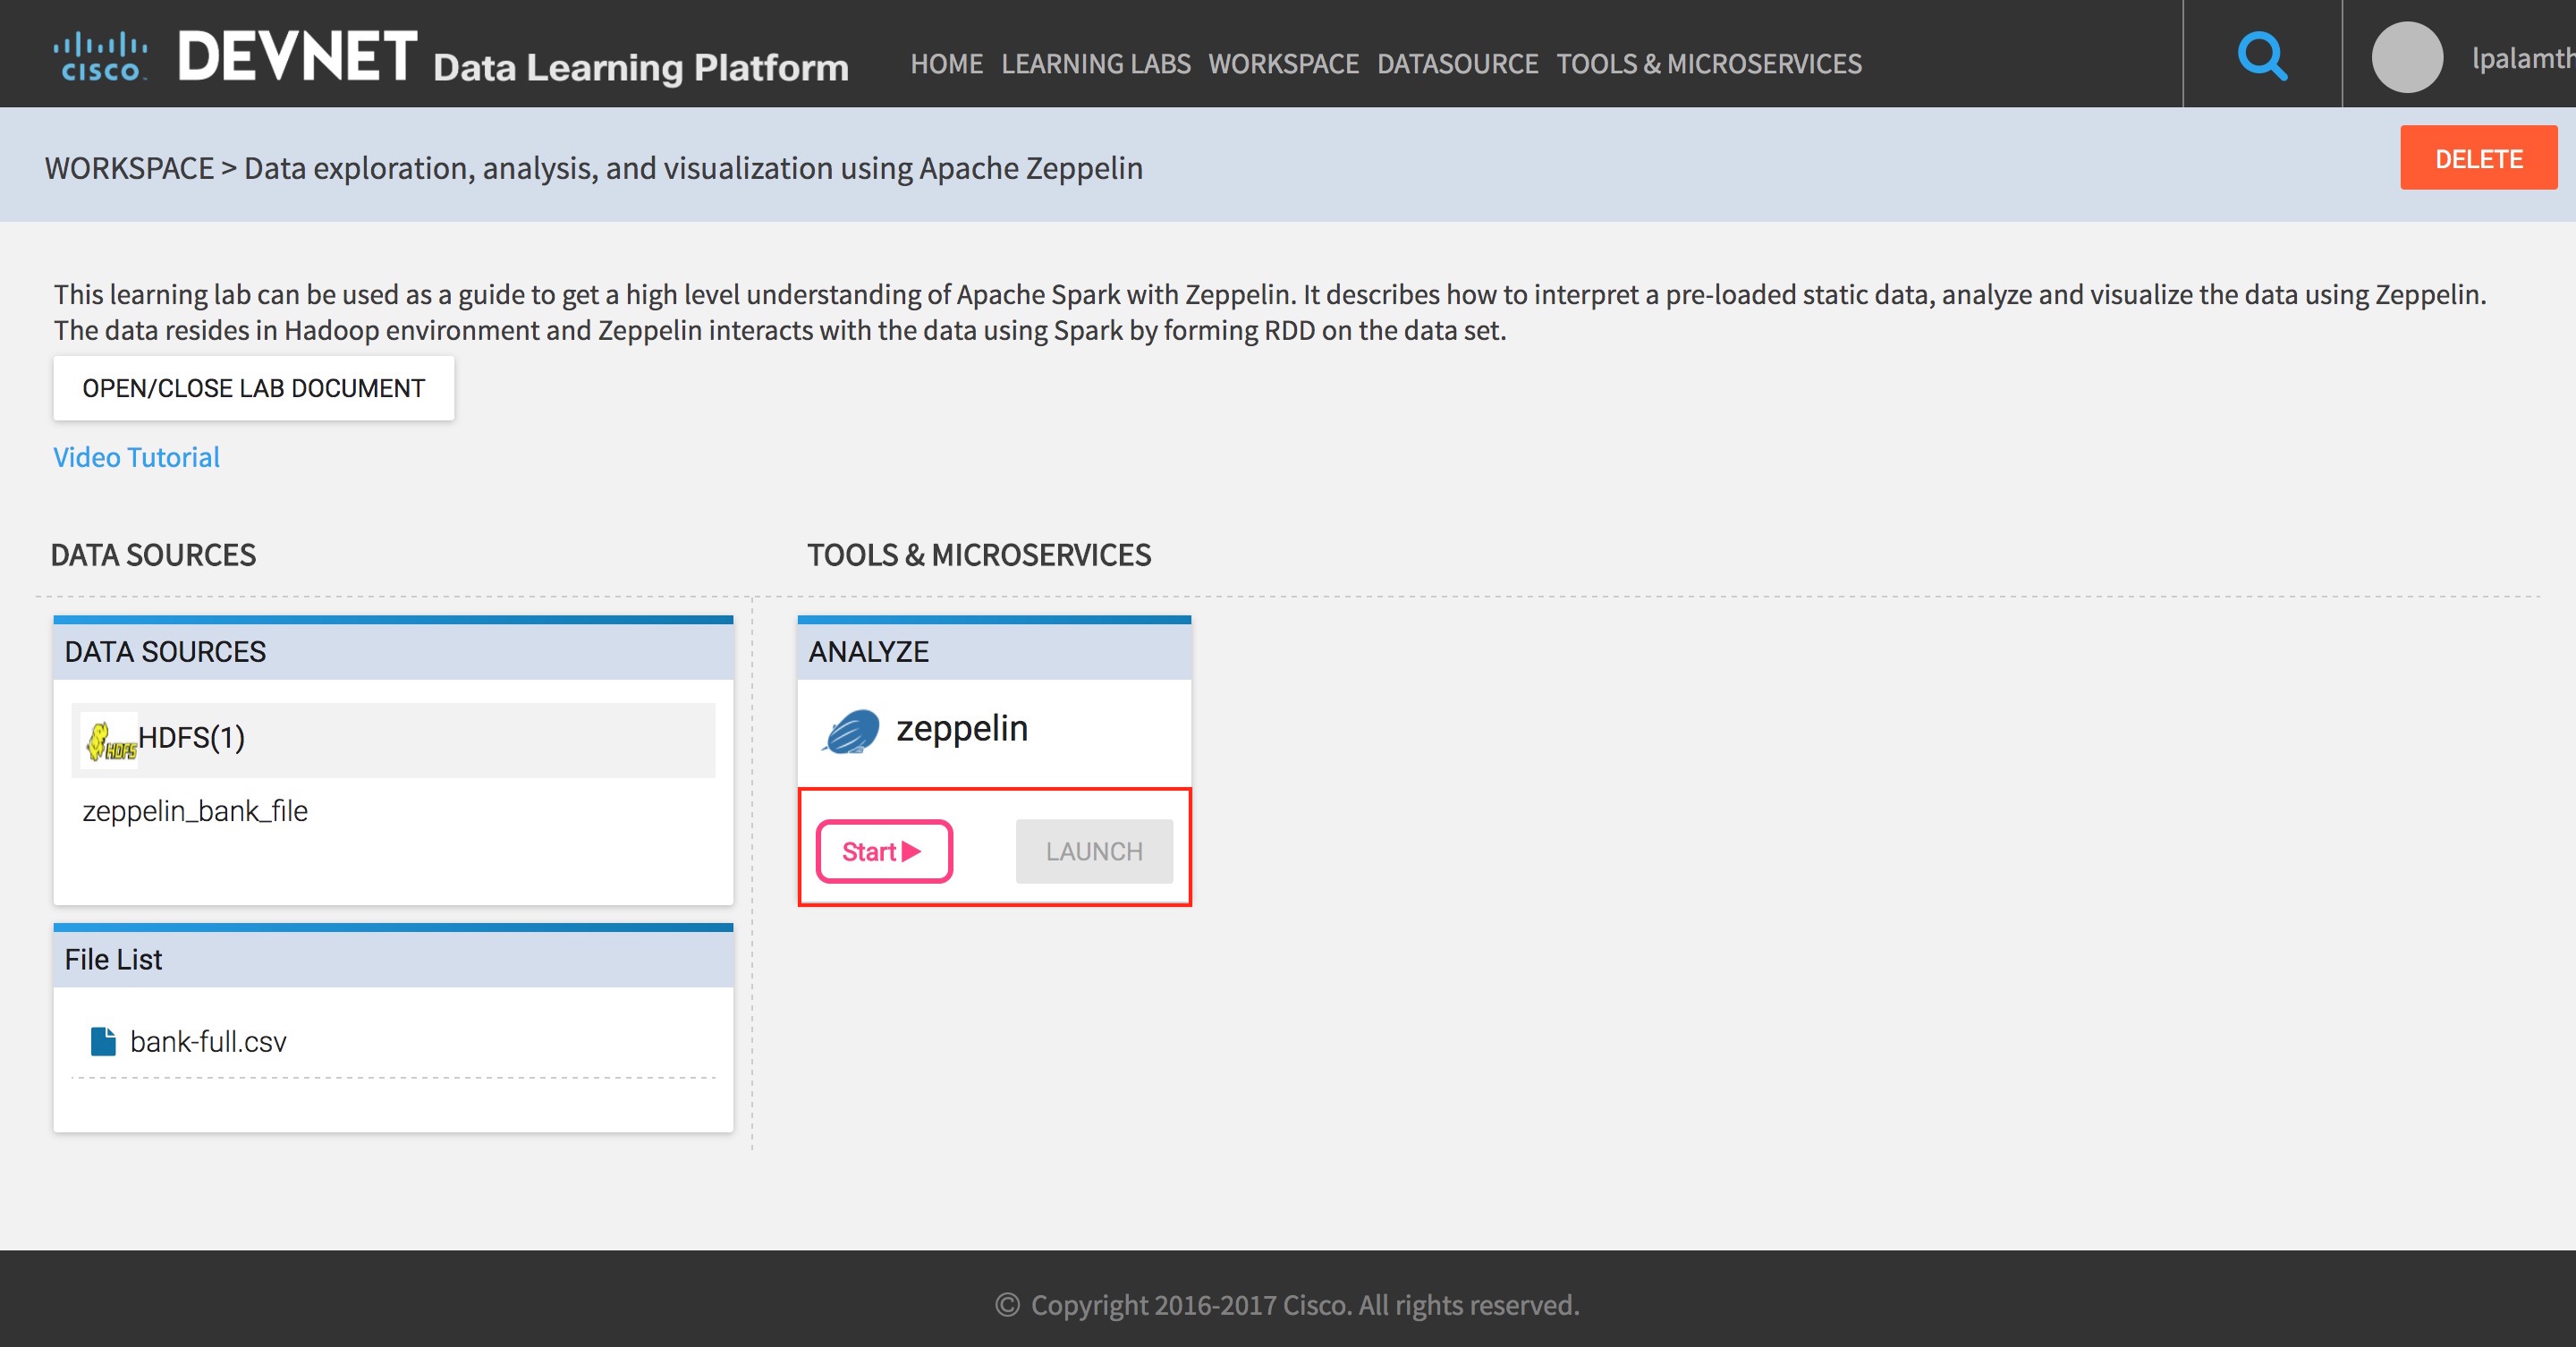 CISCO DEVNET Data Learning Platform HOME LEARNING LABS WORKSPACE DATASOURCE TOOLS & MICROSERVICES lpalamth
WORKSPACE > Data exploration, analysis, and visualization using Apache Zeppelin DELETE
This learning lab can be used as a guide to get a high level understanding of Apache Spark with Zeppelin. It describes how to interpret a pre-loaded static data, analyze and visualize the data using Zeppelin.
The data resides in Hadoop environment and Zeppelin interacts with the data using Spark by forming RDD on the data set.
OPEN/CLOSE LAB DOCUMENT
Video Tutorial
DATA SOURCES
TOOLS & MICROSERVICES
DATA SOURCES
HDFS HDFS(1)
zeppelin_bank_file
File List
bank-full.csv
ANALYZE
zeppelin
Start LAUNCH
© Copyright 2016-2017 Cisco. All rights reserved.